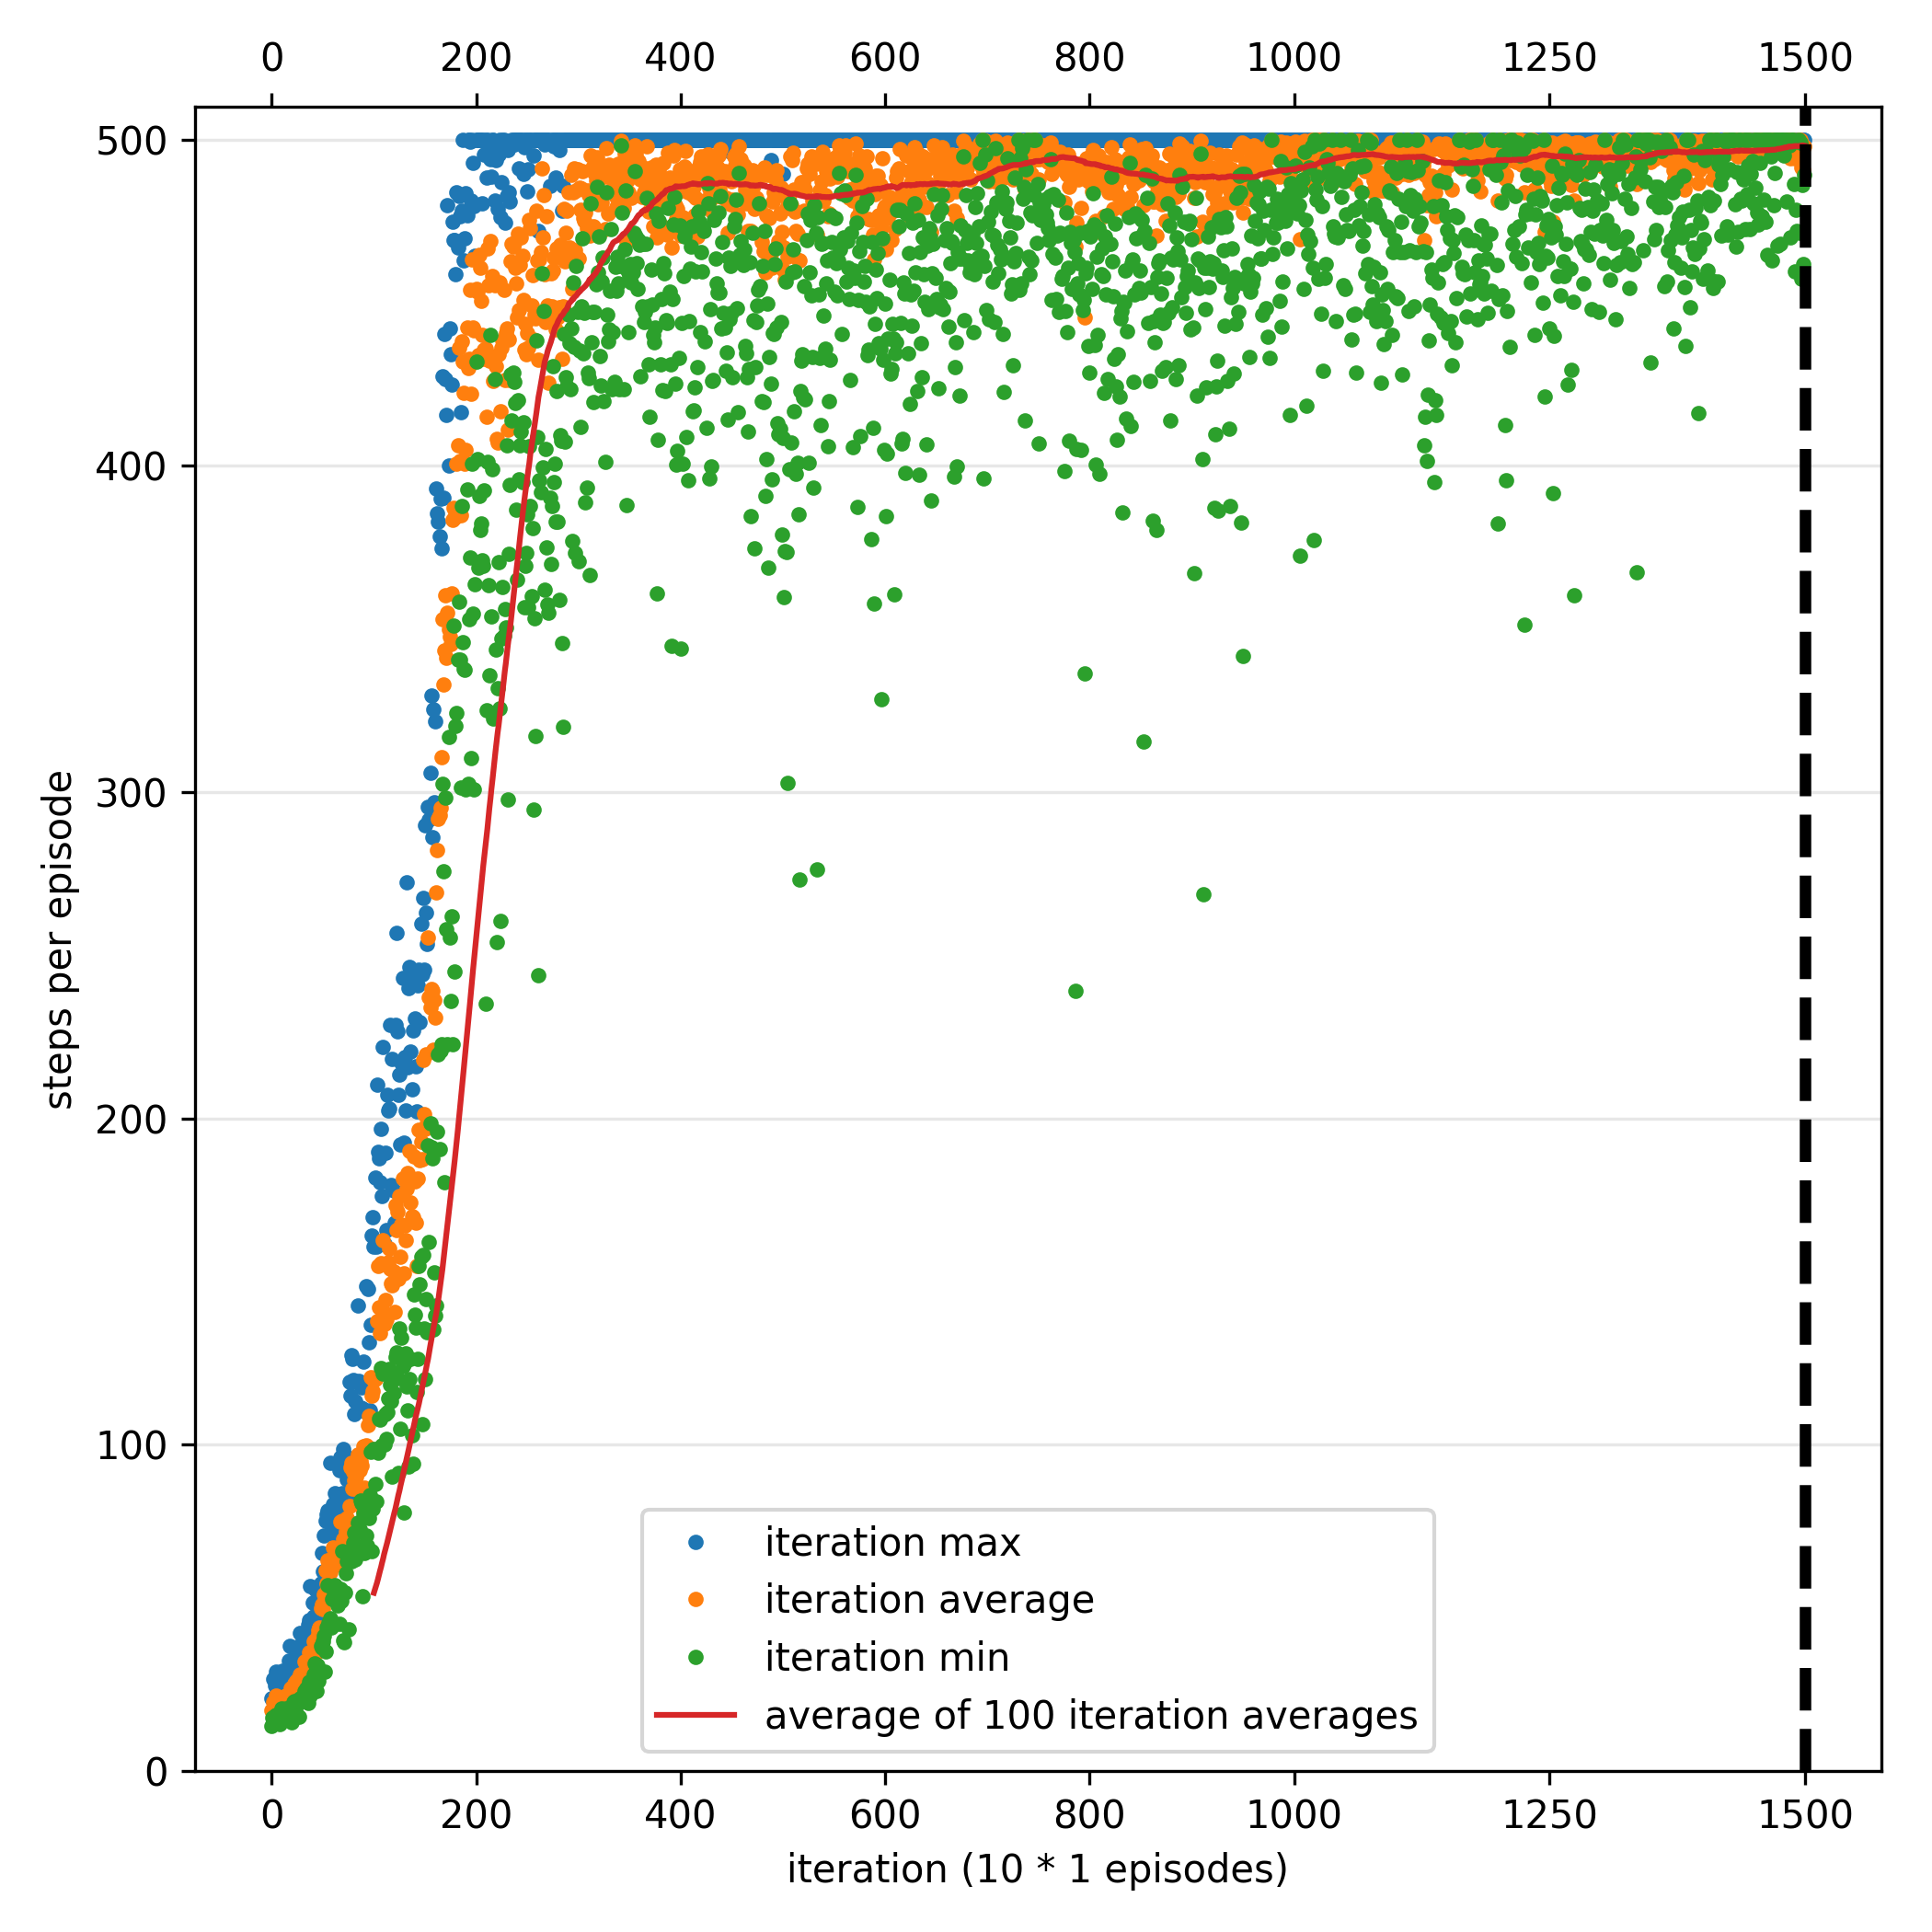 0 200 400 600 800 1000 1250 1500
500
400
300
200
100
0
steps per episode
iteration max
iteration average
iteration min
average of 100 iteration averages
0 200 400 600 800 1000 1250 1500
iteration (10 * 1 episodes)